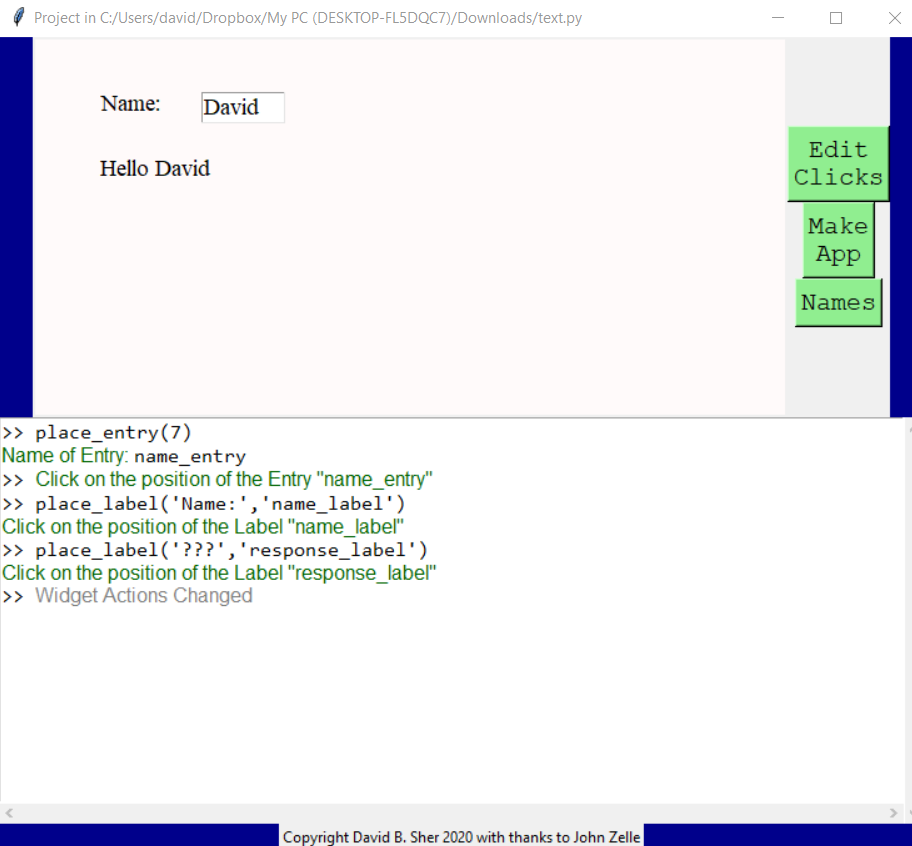 Project in C:/Users/david/Dropbox/My PC (DESKTOP-FL5DQC7)/Downloads/text.py
Name: David
Hello David
Edit
Clicks
Make
App
Names
>> place_entry(7)
Name of Entry: name_entry
>> Click on the position of the Entry "name_entry"
>> place_label('Name:','name_label')
Click on the position of the Label "name_label"
>> place_label('???','response_label')
Click on the position of the Label "response_label"
>> Widget Actions Changed
Copyright David B. Sher 2020 with thanks to John Zelle